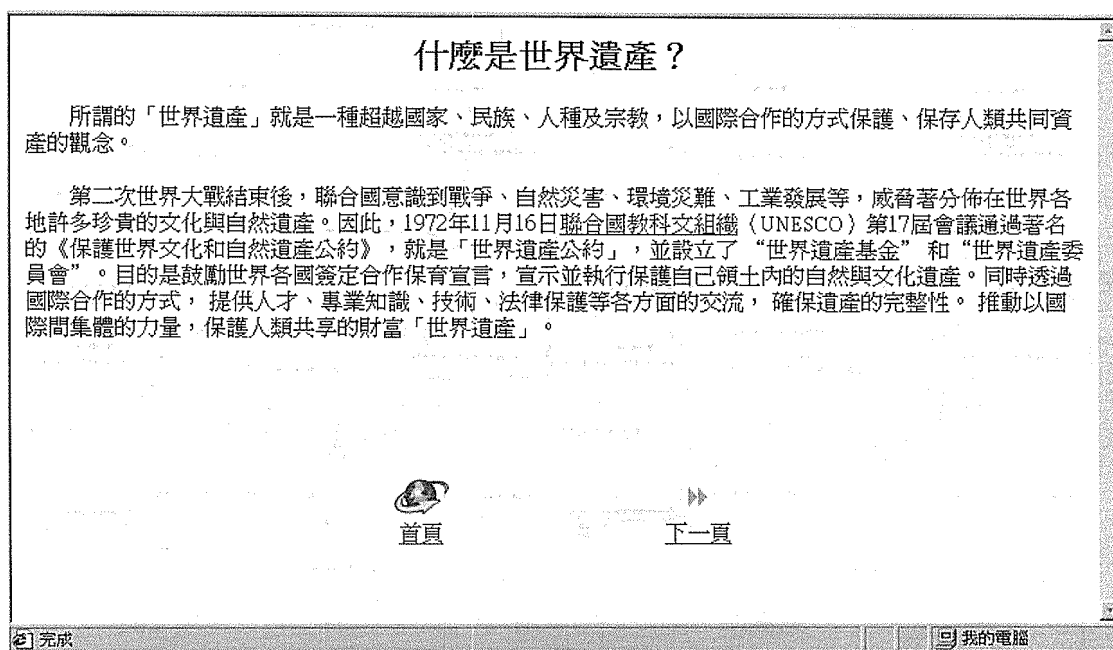 什麼是世界遺產？
所謂的「世界遺產」就是一種超越國家、民族、人種及宗教，以國際合作的方式保護、保存人類共同資
產的觀念。
第二次世界大戰結束後，聯合國意識到戰爭、自然災害、環境災難、工業發展等，威脅著分佈在世界各
地許多珍貴的文化與自然遺產。因此，1972年11月16日聯合國教科文組織（UNESCO）第17屆會議通過著名
的《保護世界文化和自然遺產公約》，就是「世界遺產公約」，並設立了“世界遺產基金”和“世界遺產委
員會”。目的是鼓勵世界各國簽定合作保育宣言，宣示並執行保護自己領土內的自然與文化遺產。同時透過
國際合作的方式， 提供人才、專業知識、技術、法律保護等各方面的交流， 確保遺產的完整性。 推動以國
際間集體的力量，保護人類共享的財富「世界遺產」。
首頁 下一頁
完成 我的電腦